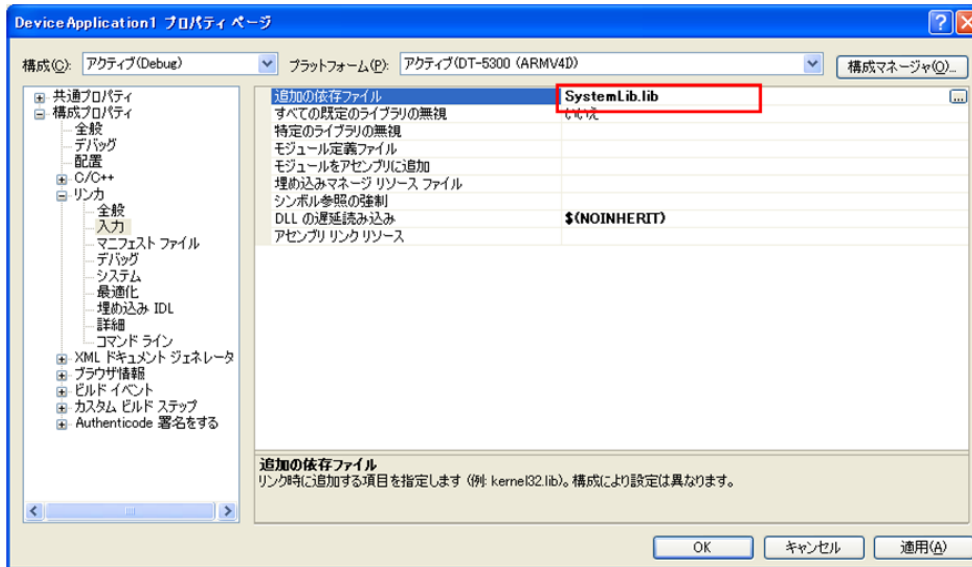 DeviceApplication1 プロパティ ページ
構成(C): アクティブ(Debug) プラットフォーム(P): アクティブ(DT-5300 (ARMV4I)) 構成マネージャ(O)...
共通プロパティ
構成プロパティ
全般
デバッグ
配置
C/C++
リンカ
全般
入力
マニフェスト ファイル
デバッグ
システム
最適化
埋め込み IDL
詳細
コマンド ライン
XML ドキュメント ジェネレータ
ブラウザ情報
ビルド イベント
カスタム ビルド ステップ
Authenticode 署名をする
追加の依存ファイル SystemLib.lib ...
すべての既定のライブラリの無視 いいえ
特定のライブラリの無視
モジュール定義ファイル
モジュールをアセンブリに追加
埋め込みマネージ リソース ファイル
シンボル参照の強制
DLL の遅延読み込み $(NOINHERIT)
アセンブリ リンク リソース
追加の依存ファイル
リンク時に追加する項目を指定します (例: kernel32.lib)。構成により設定は異なります。
OK キャンセル 適用(A)